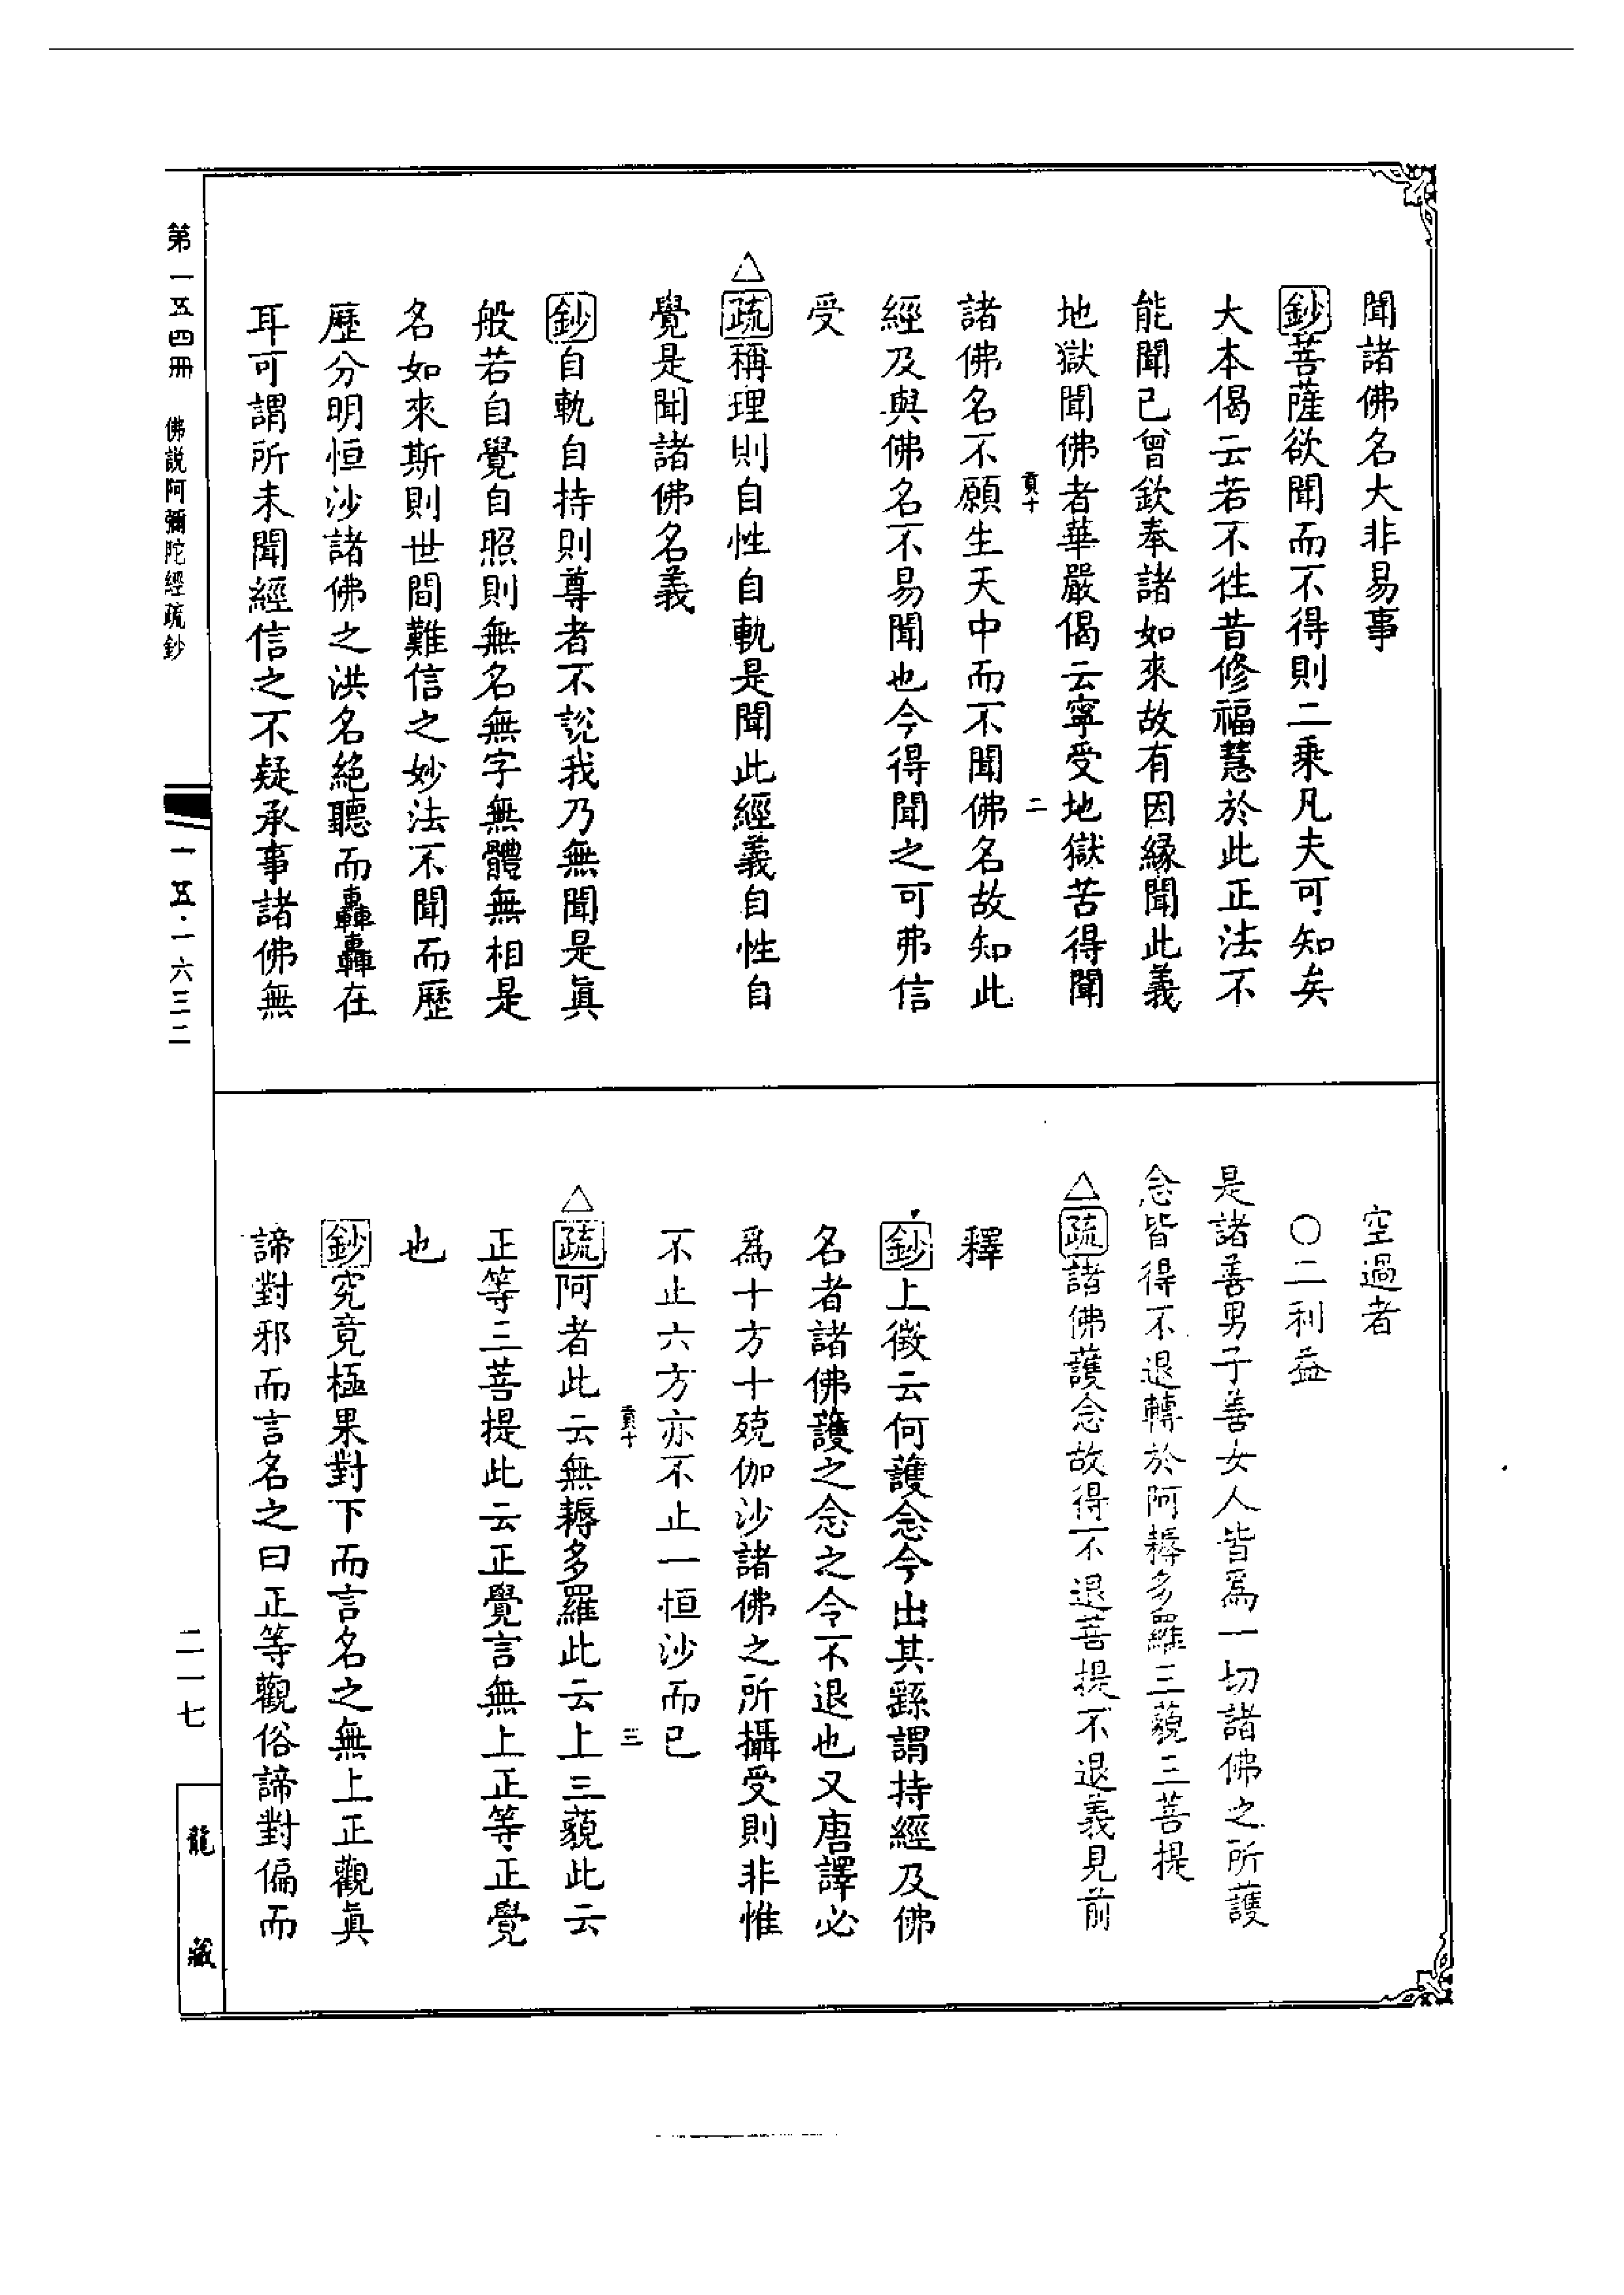 聞諸佛名大非易事
鈔菩薩欲聞而不得則二乘凡夫可知矣
大本偈云若不徃昔修福慧於此正法不
能聞已曾欽奉諸如來故有因緣聞此義
地獄聞佛者華嚴偈云寧受地獄苦得聞
貢十
二
諸佛名不願生天中而不聞佛名故知此
經及與佛名不易聞也今得聞之可弗信
受
△疏稱理則自性自軌是聞此經義自性自
覺是聞諸佛名義
鈔自軌自持則尊者不説我乃無聞是眞
般若自覺自照則無名無字無體無相是
名如來斯則世間難信之妙法不聞而歷
歷分明恒沙諸佛之洪名絕聽而轟轟在
耳可謂所未聞經信之不疑承事諸佛無
空過者
○二利益
是諸善男子善女人皆爲一切諸佛之所護
念皆得不退轉於阿耨多羅三藐三菩提
△疏諸佛護念故得不退菩提不退義見前
釋
鈔上徵云何護念今出其繇謂持經及佛
名者諸佛護之念之令不退也又唐譯必
爲十方十殑伽沙諸佛之所攝受則非惟
不止六方亦不止一恒沙而已
貢十
三
△疏阿者此云無耨多羅此云上三藐此云
正等三菩提此云正覺言無上正等正覺
也
鈔究竟極果對下而言名之無上正觀眞
諦對邪而言名之曰正等觀俗諦對偏而
第一五四冊 佛説阿彌陀經疏鈔
一五·一六三二
二一七
龍藏